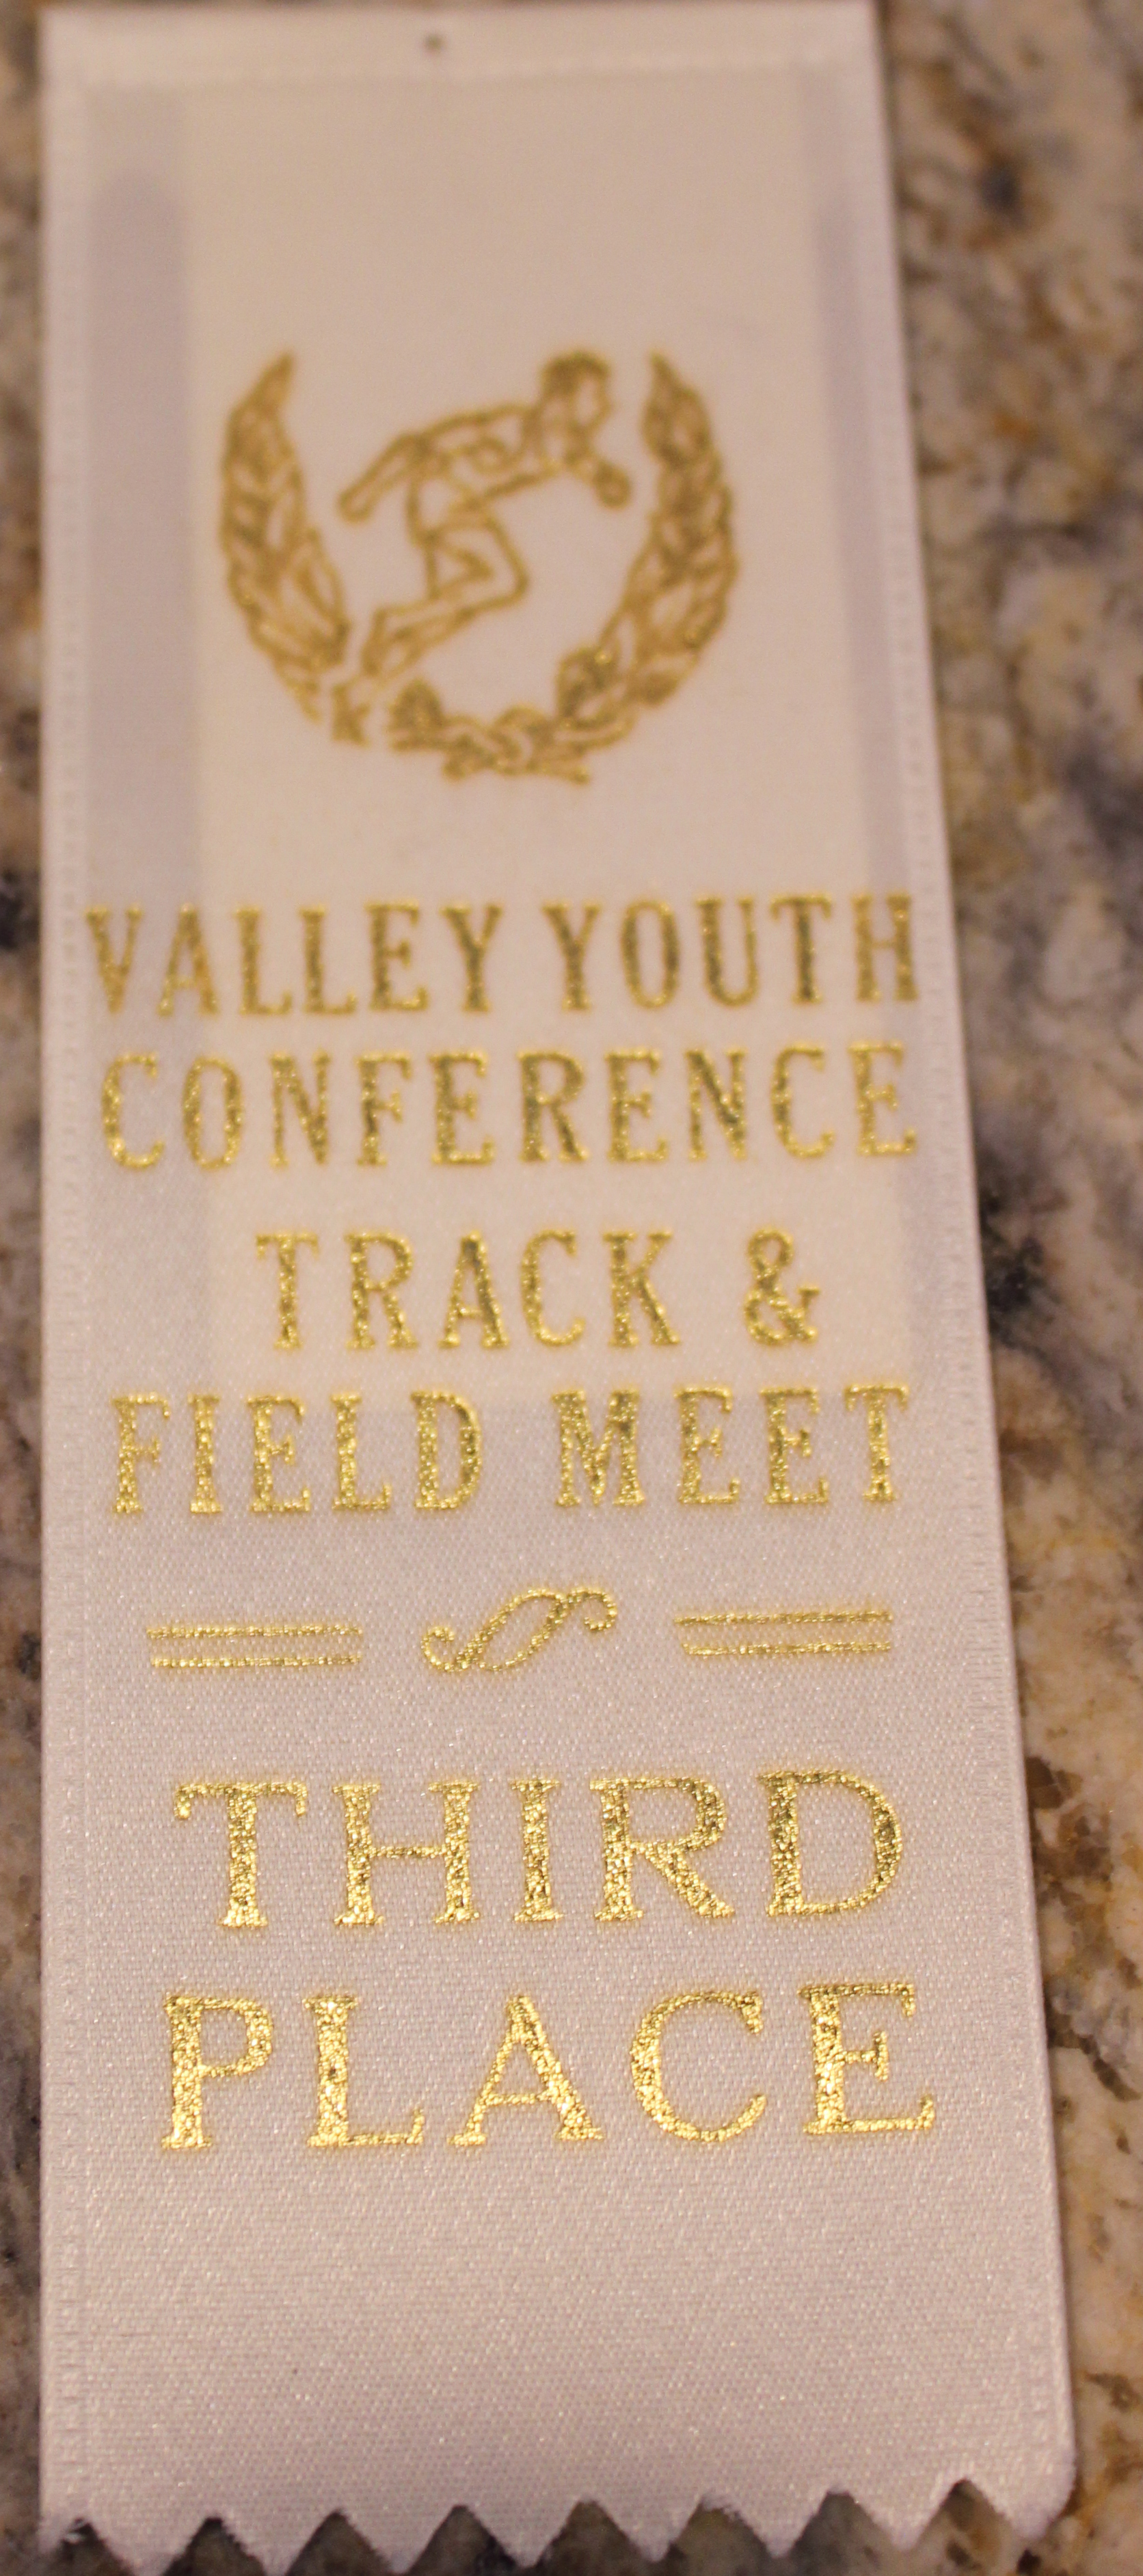 VALLEY YOUTH
CONFERENCE
TRACK &
FIELD MEET
THIRD
PLACE